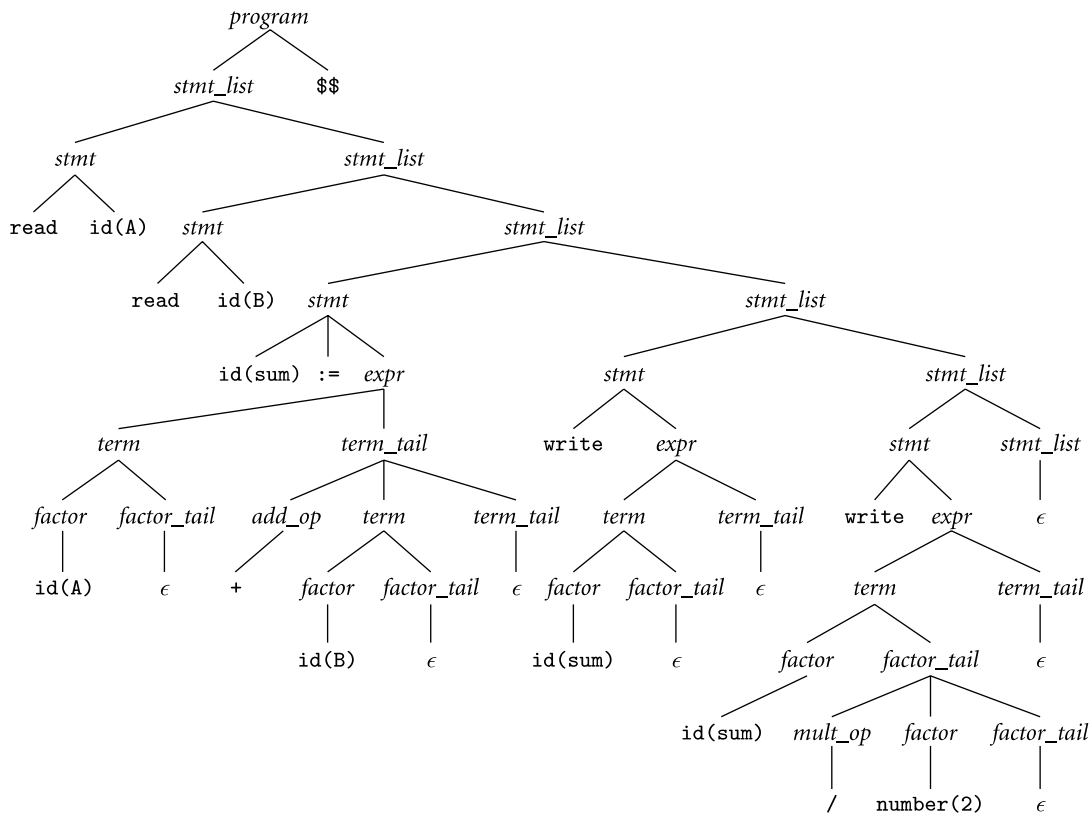 program
stmt_list $$
stmt stmt_list
read id(A) stmt stmt_list
read id(B) stmt stmt_list
id(sum) := expr stmt stmt_list
term term_tail write expr stmt stmt_list
factor factor_tail add_op term term_tail term term_tail write expr ϵ
id(A) ϵ + factor factor_tail ϵ factor factor_tail ϵ term term_tail
id(B) ϵ id(sum) ϵ factor factor_tail ϵ
id(sum) mult_op factor factor_tail
/ number(2) ϵ